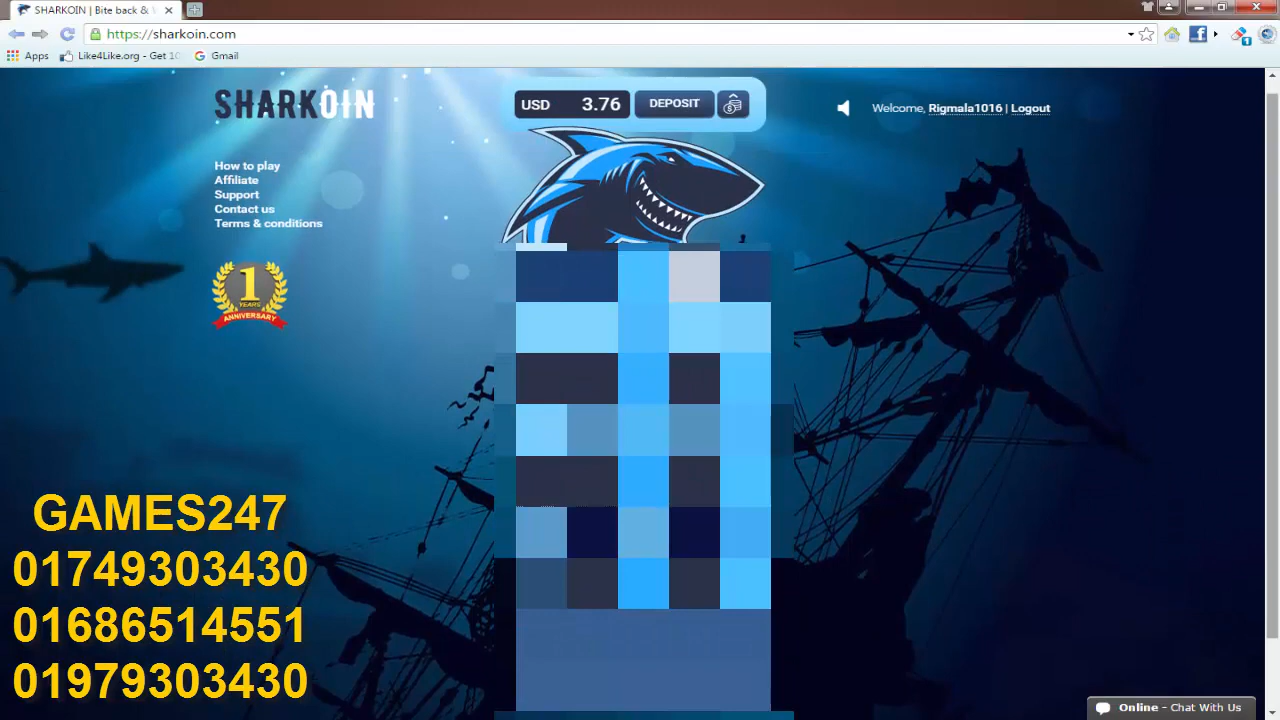 SHARKOIN | Bite back &
https://sharkoin.com
Apps
Like4Like.org - Get 10
Gmail
SHARKOIN
USD 3.76
DEPOSIT
Welcome, Rigmala1016 | Logout
How to play
Affiliate
Support
Contact us
Terms & conditions
1
YEARS
ANNIVERSARY
GAMES247
01749303430
01686514551
01979303430
Online - Chat With Us